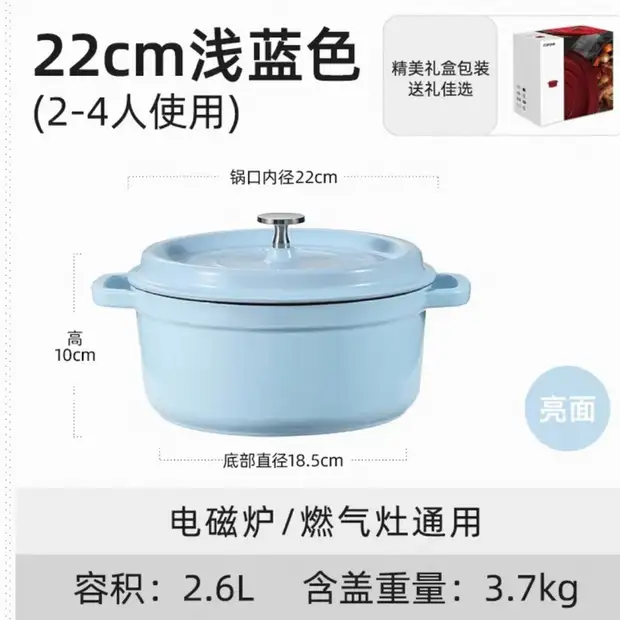 22cm浅蓝色
(2-4人使用)
精美礼盒包装
送礼佳选
锅口内径22cm
高
10cm
亮面
底部直径18.5cm
电磁炉/燃气灶通用
容积：2.6L 含盖重量：3.7kg